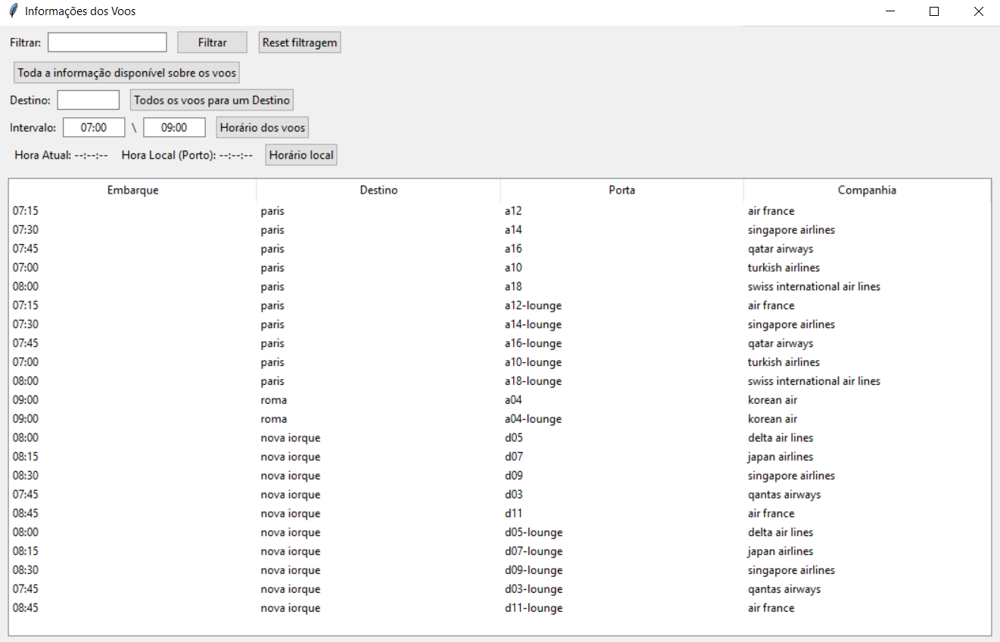 Informações dos Voos
Filtrar: Filtrar Reset filtragem
Toda a informação disponível sobre os voos
Destino: Todos os voos para um Destino
Intervalo: 07:00 \ 09:00 Horário dos voos
Hora Atual: --:--:-- Hora Local (Porto): --:--:-- Horário local
Embarque Destino Porta Companhia
07:15 paris a12 air france
07:30 paris a14 singapore airlines
07:45 paris a16 qatar airways
07:00 paris a10 turkish airlines
08:00 paris a18 swiss international air lines
07:15 paris a12-lounge air france
07:30 paris a14-lounge singapore airlines
07:45 paris a16-lounge qatar airways
07:00 paris a10-lounge turkish airlines
08:00 paris a18-lounge swiss international air lines
09:00 roma a04 korean air
09:00 roma a04-lounge korean air
08:00 nova iorque d05 delta air lines
08:15 nova iorque d07 japan airlines
08:30 nova iorque d09 singapore airlines
07:45 nova iorque d03 qantas airways
08:45 nova iorque d11 air france
08:00 nova iorque d05-lounge delta air lines
08:15 nova iorque d07-lounge japan airlines
08:30 nova iorque d09-lounge singapore airlines
07:45 nova iorque d03-lounge qantas airways
08:45 nova iorque d11-lounge air france